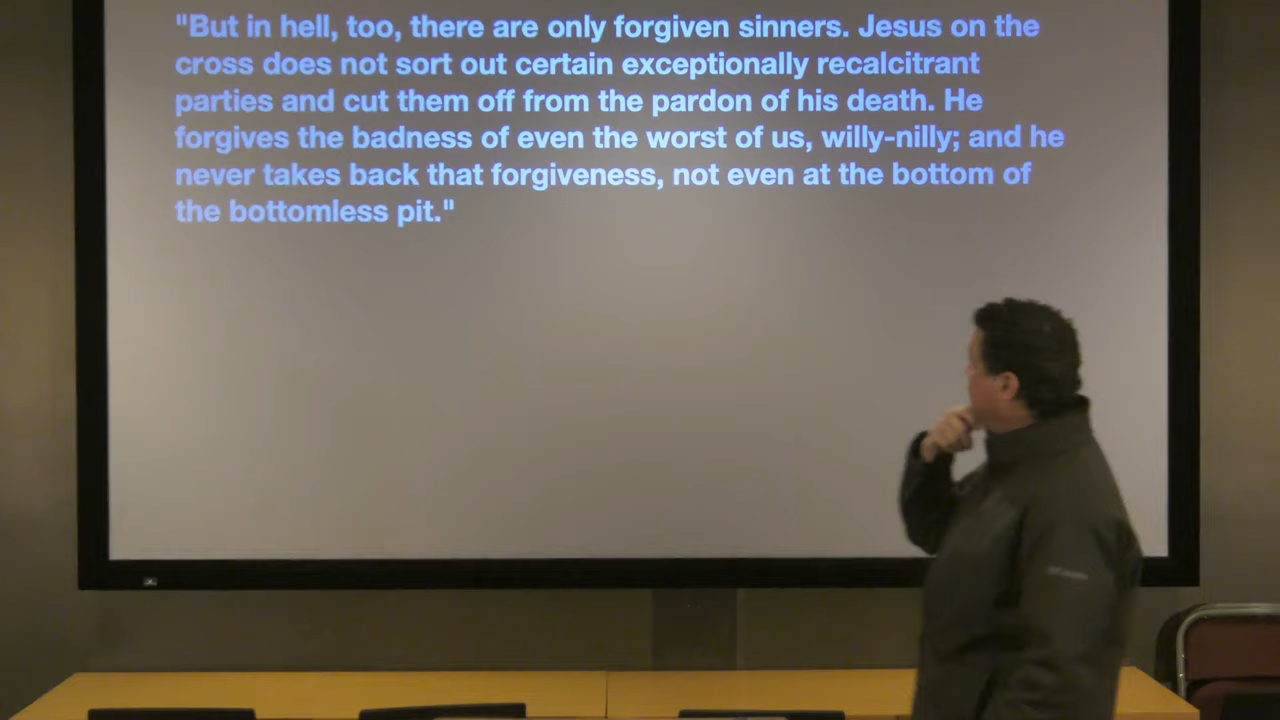 "But in hell, too, there are only forgiven sinners. Jesus on the
cross does not sort out certain exceptionally recalcitrant
parties and cut them off from the pardon of his death. He
forgives the badness of even the worst of us, willy-nilly; and he
never takes back that forgiveness, not even at the bottom of
the bottomless pit."